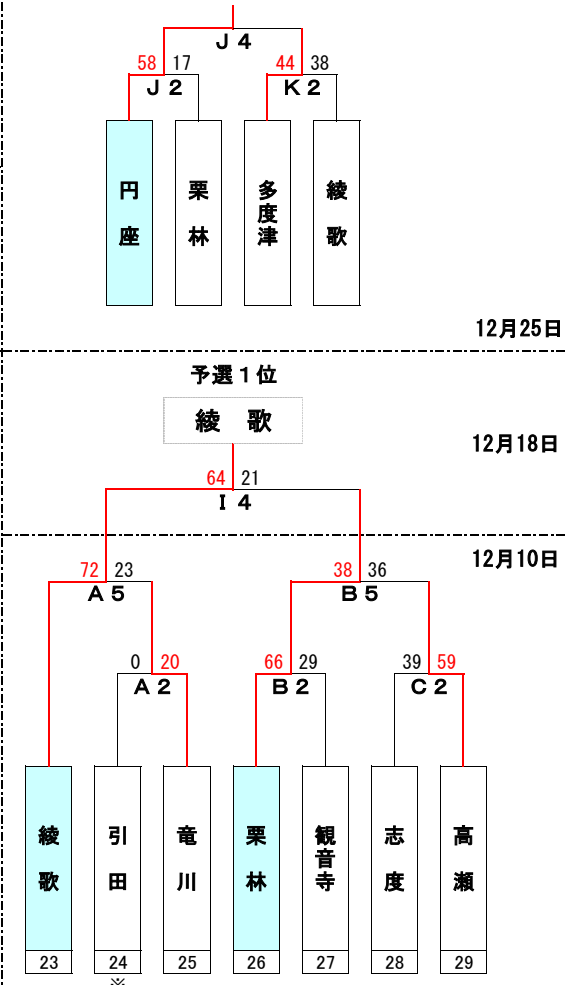 J4
58 17 44 38
J2 K2
円座 栗林 多度津 綾歌
12月25日
予選1位
綾歌
12月18日
64 21
I4
12月10日
72 23 38 36
A5 B5
0 20 66 29 39 59
A2 B2 C2
綾歌 引田 竜川 栗林 観音寺 志度 高瀬
23 24 25 26 27 28 29
※